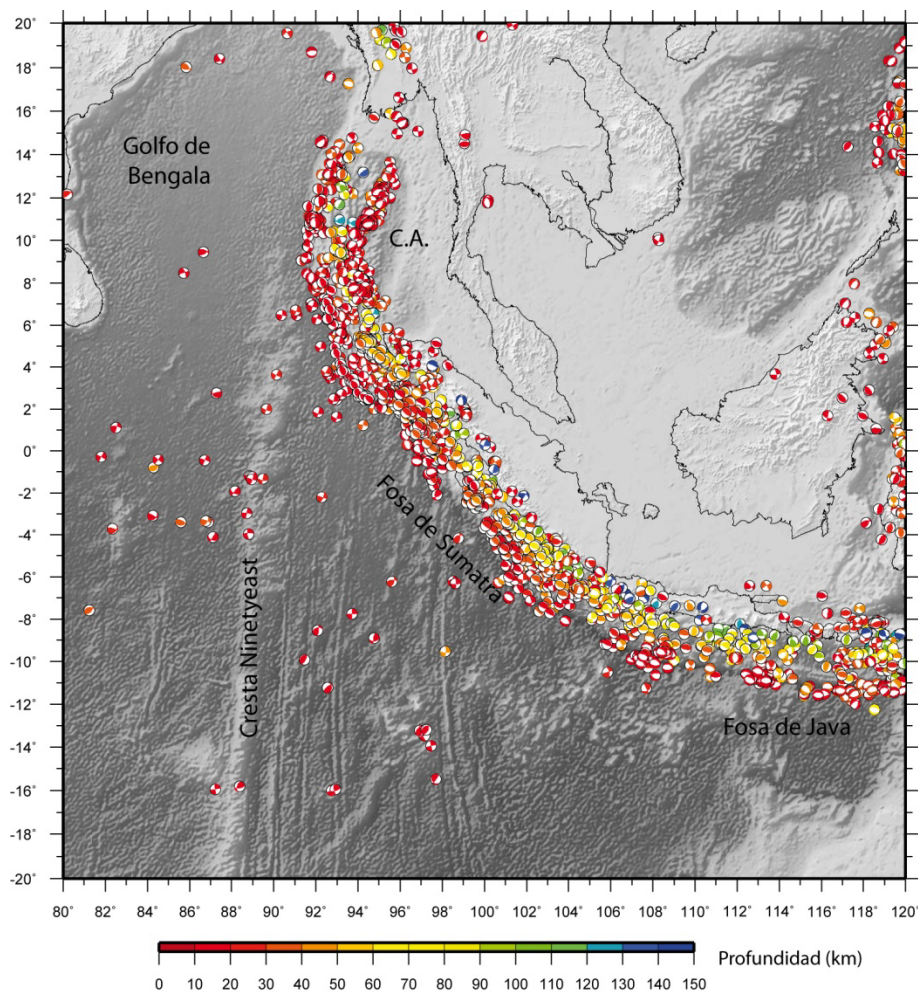 20˚
18˚
16˚
14˚
12˚
10˚
8˚
6˚
4˚
2˚
0˚
-2˚
-4˚
-6˚
-8˚
-10˚
-12˚
-14˚
-16˚
-18˚
-20˚
Golfo de
Bengala
C.A.
Fosa de Sumatra
Cresta Ninetyeast
Fosa de Java
80˚ 82˚ 84˚ 86˚ 88˚ 90˚ 92˚ 94˚ 96˚ 98˚ 100˚ 102˚ 104˚ 106˚ 108˚ 110˚ 112˚ 114˚ 116˚ 118˚ 120˚
Profundidad (km)
0 10 20 30 40 50 60 70 80 90 100 110 120 130 140 150